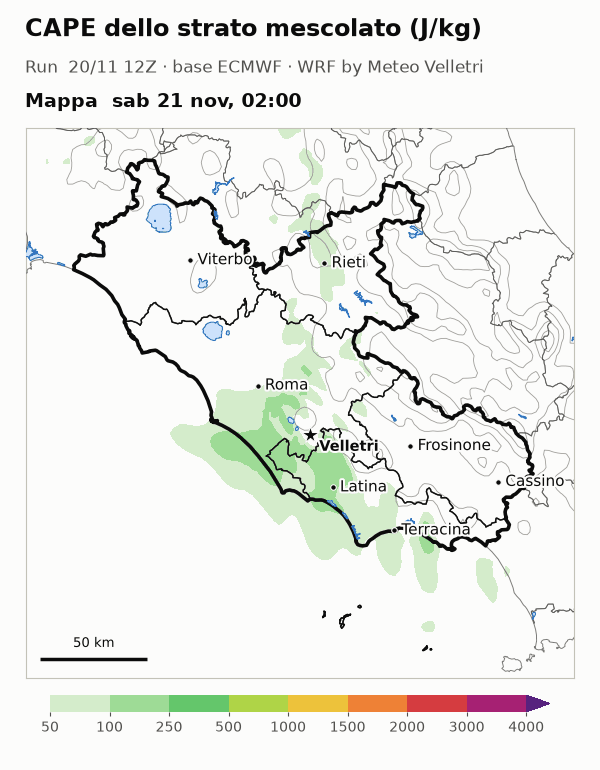 CAPE dello strato mescolato (J/kg)
Run  20/11 12Z · base ECMWF · WRF by Meteo Velletri
Mappa  sab 21 nov, 02:00
Viterbo
Rieti
Roma
Velletri
Frosinone
Cassino
Latina
Terracina
50 km
50 100 250 500 1000 1500 2000 3000 4000